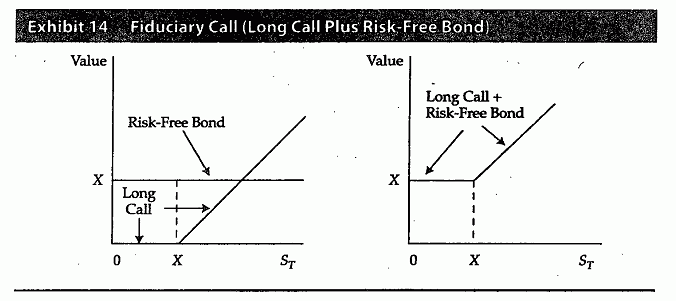 Exhibit 14 Fiduciary Call (Long Call Plus Risk-Free Bond)
Value
Risk-Free Bond
X
Long
Call
0 X S_T
Value
Long Call +
Risk-Free Bond
X
0 X S_T